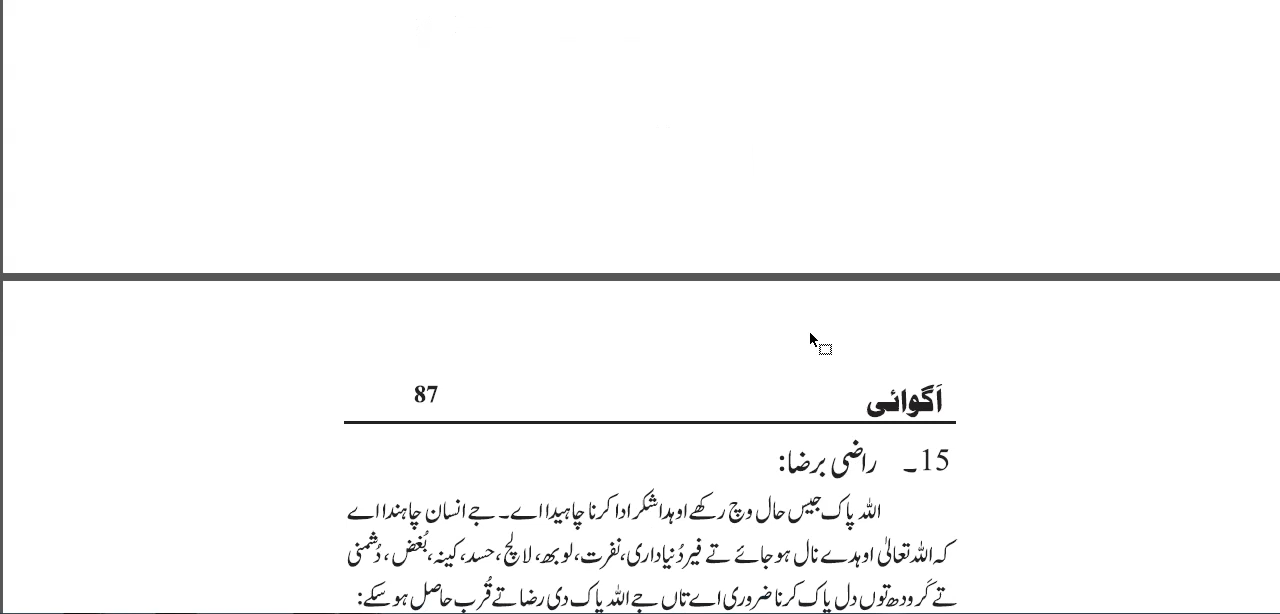 اَگوائی 87
15۔ راضی برضا:
اللہ پاک جیس حال وچ رکھے اوہدا شکر ادا کرنا چاہیدا اے۔ جے انسان چاہندا اے
کہ اللہ تعالیٰ اوہدے نال ہو جائے تے فیر دُنیاداری، نفرت، لوبھ، لالچ، حسد، کینہ، بُغض، دُشمنی
تے کَرودھ توں دل پاک کرنا ضروری اے تاں جے اللہ پاک دی رضا تے قُرب حاصل ہو سکے: